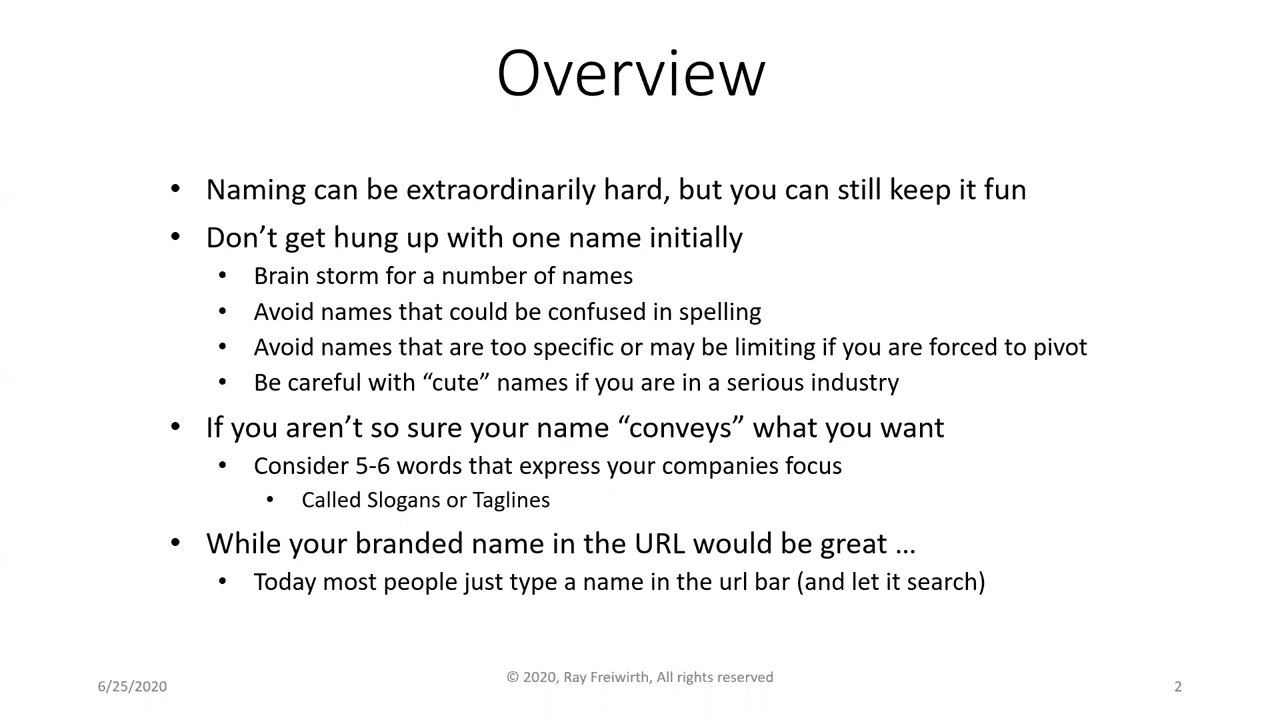 Overview
• Naming can be extraordinarily hard, but you can still keep it fun
• Don’t get hung up with one name initially
• Brain storm for a number of names
• Avoid names that could be confused in spelling
• Avoid names that are too specific or may be limiting if you are forced to pivot
• Be careful with “cute” names if you are in a serious industry
• If you aren’t so sure your name “conveys” what you want
• Consider 5-6 words that express your companies focus
• Called Slogans or Taglines
• While your branded name in the URL would be great …
• Today most people just type a name in the url bar (and let it search)
6/25/2020
© 2020, Ray Freiwirth, All rights reserved
2